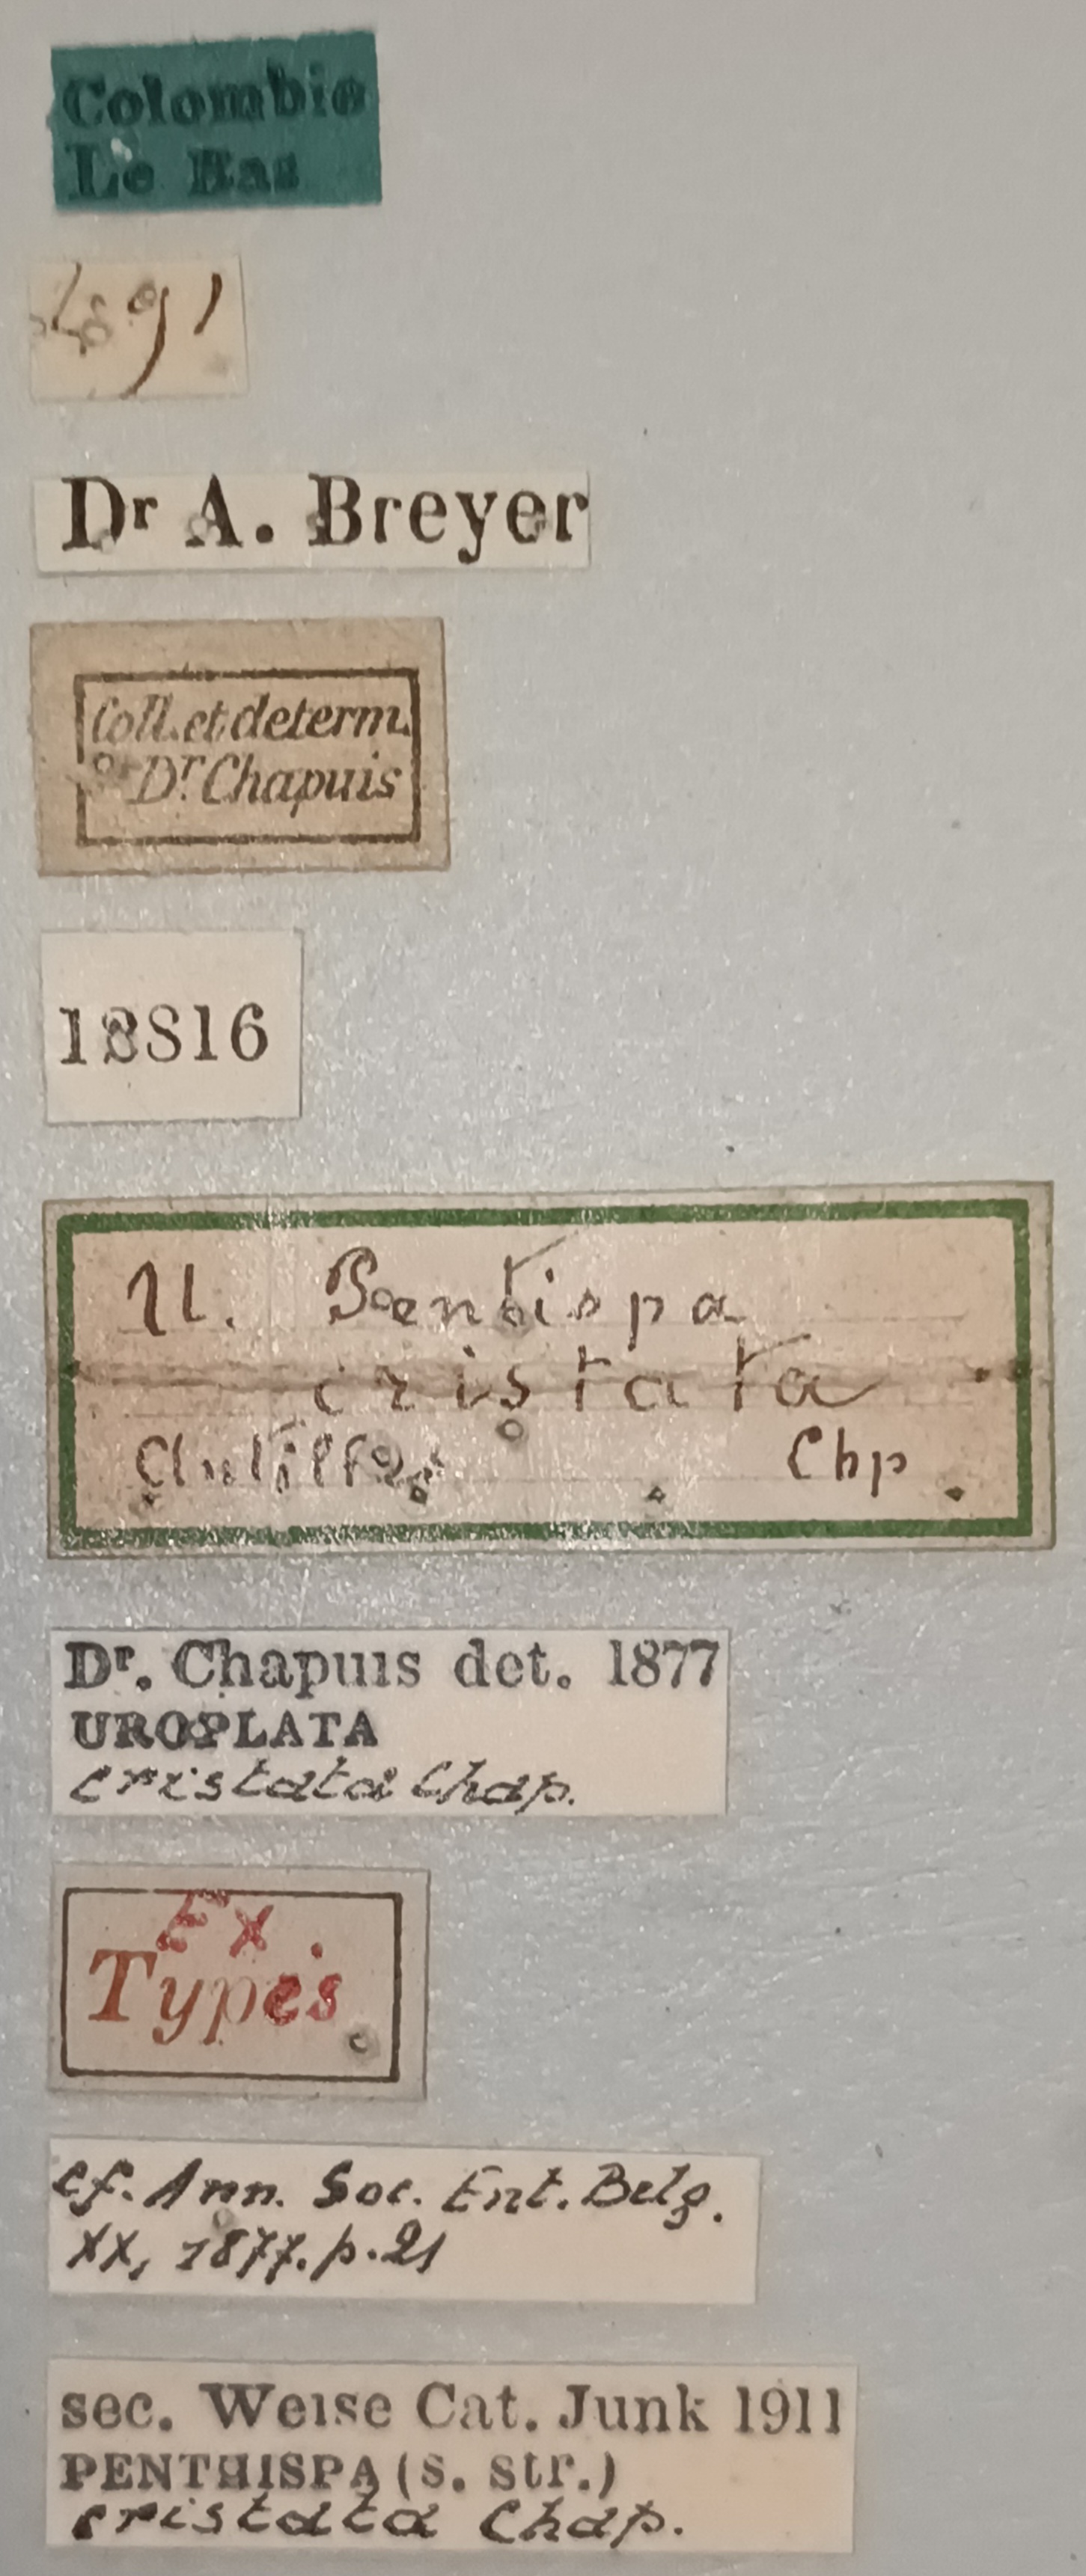 Colombie
Le Bas
Dr A. Breyer
Coll. et determ.
Dr. Chapuis
18816
U. Pentispa
cristata
Chp
Dr. Chapuis det. 1877
UROPLATA
cristata Chap.
Ex
Types
cf. Ann. Soc. Ent. Belg.
XX, 1877. p. 21
sec. Weise Cat. Junk 1911
PENTHISPA (s. str.)
cristata Chap.